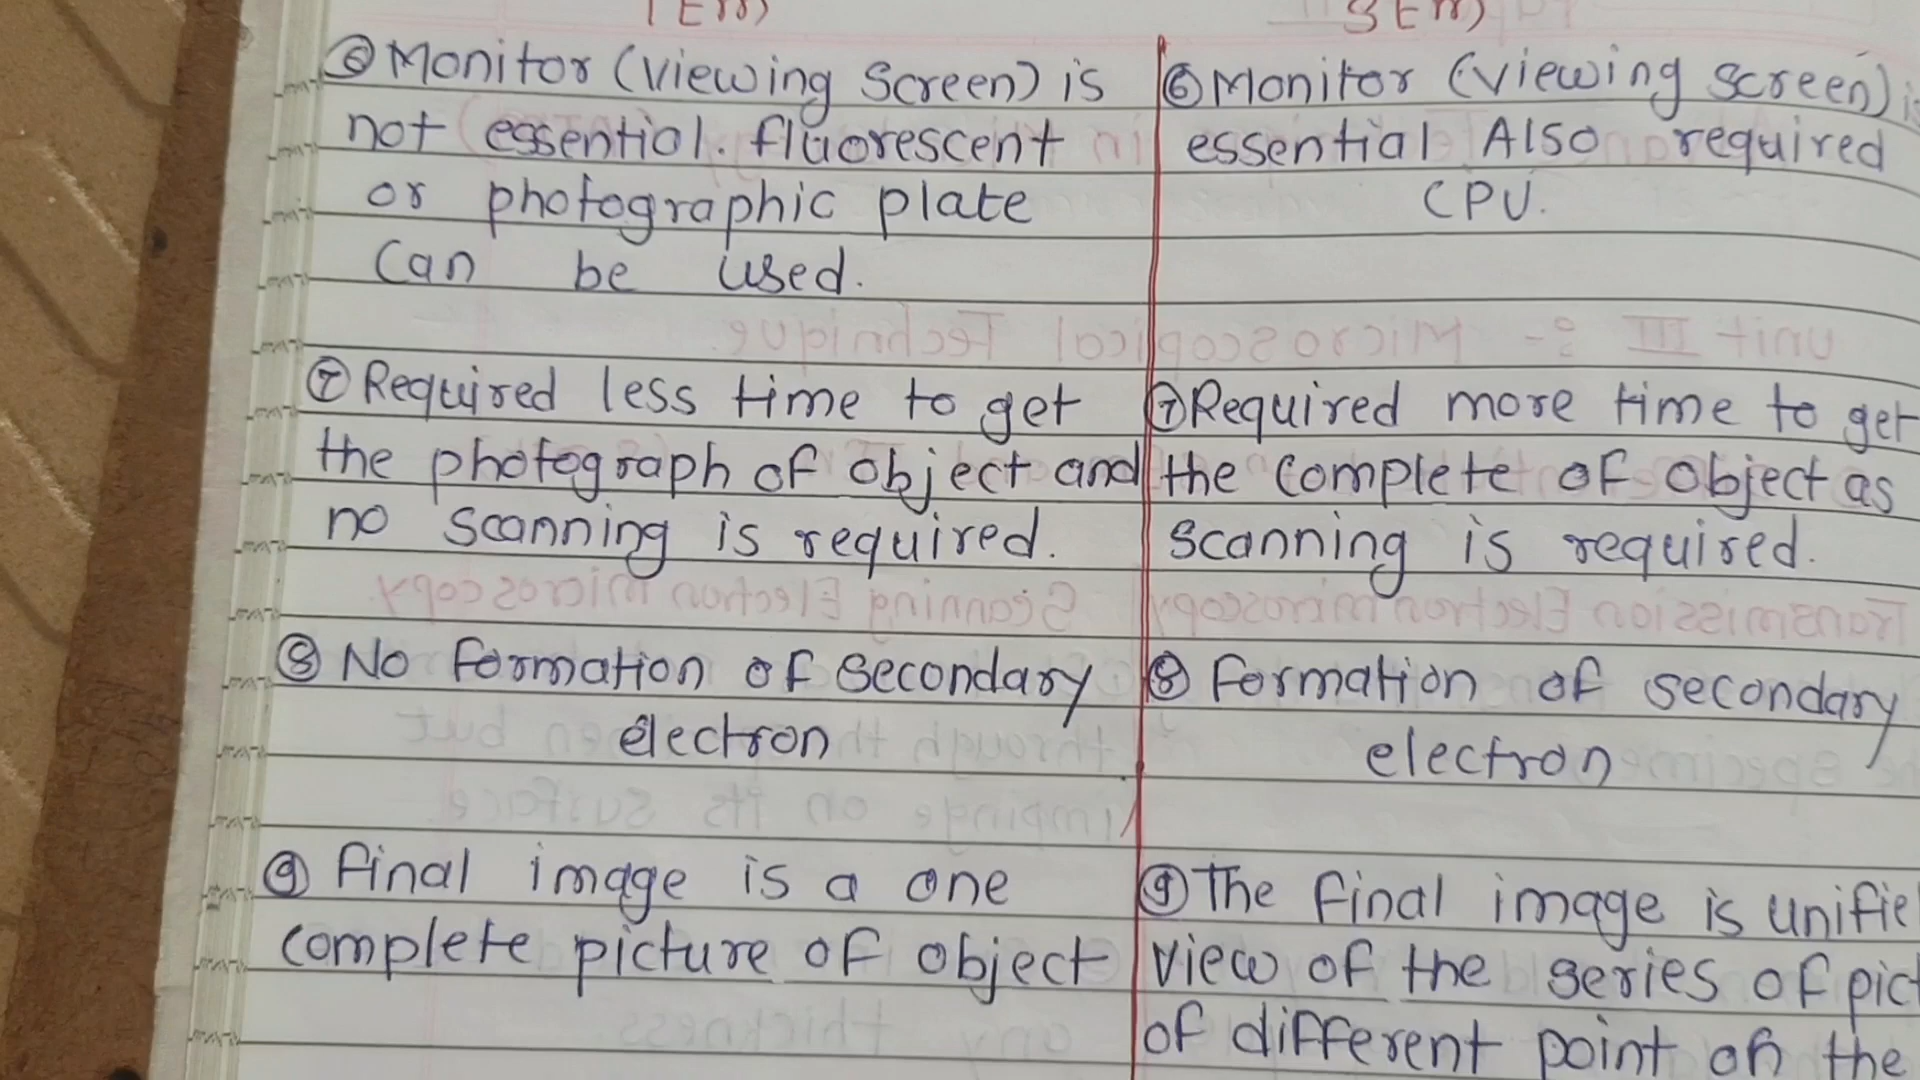 TEM
SEM
⑥ Monitor (viewing Screen) is
not essential. fluorescent
or photographic plate
Can be used.
⑥ Monitor (viewing screen) is
essential Also required
CPU.
⑦ Required less time to get
the photograph of object and
no scanning is required.
⑦ Required more time to get
the complete of object as
scanning is required.
⑧ No formation of secondary
electron
⑧ formation of secondary
electron
⑨ final image is a one
complete picture of object
⑨ The final image is unifie
view of the series of pict
of different point on the